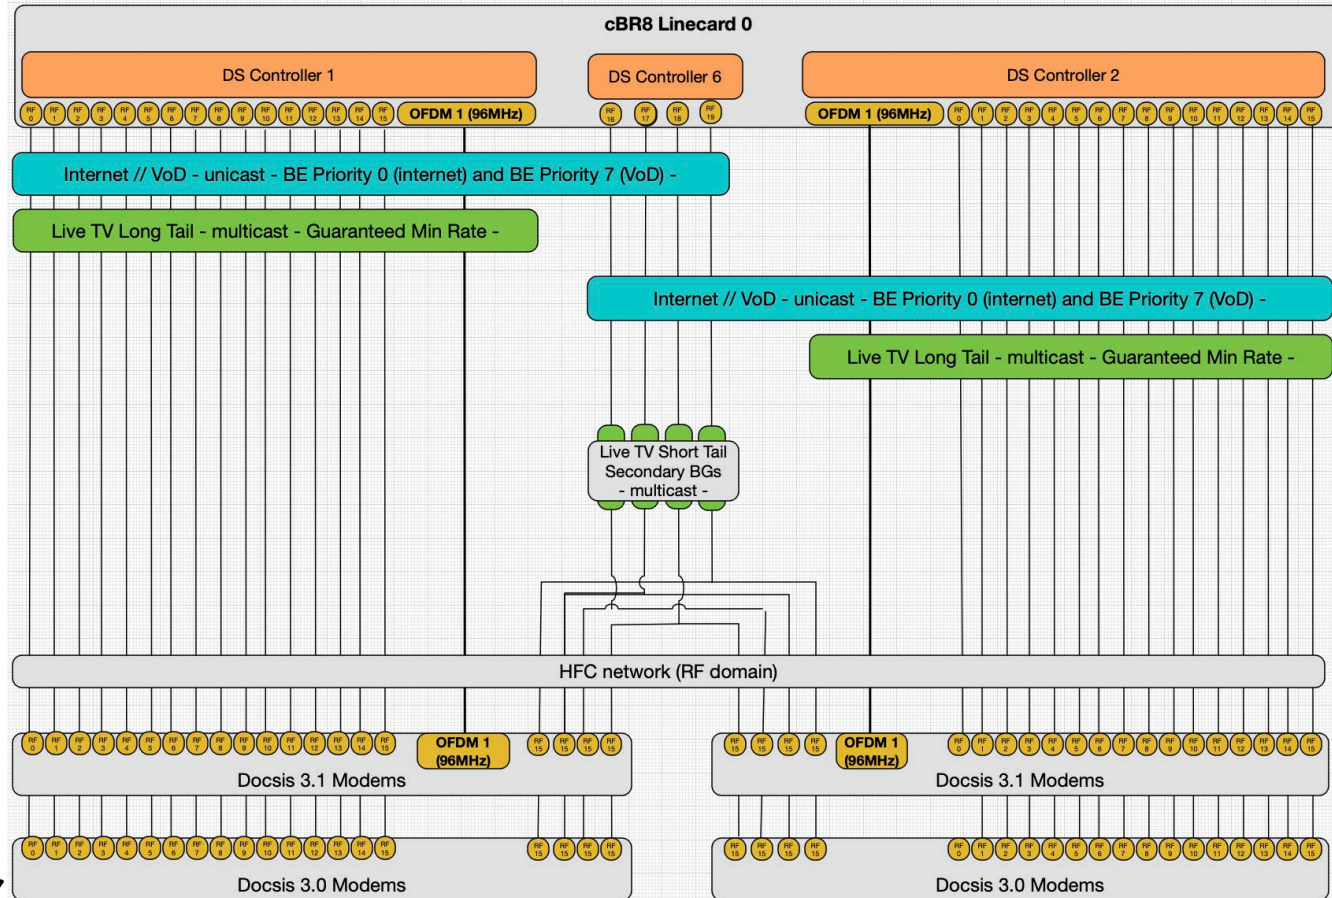 cBR8 Linecard 0
DS Controller 1
DS Controller 6
DS Controller 2
RF 0 RF 1 RF 2 RF 3 RF 4 RF 5 RF 6 RF 7 RF 8 RF 9 RF 10 RF 11 RF 12 RF 13 RF 14 RF 15 OFDM 1 (96MHz)
RF 16 RF 17 RF 18 RF 19
OFDM 1 (96MHz) RF 0 RF 1 RF 2 RF 3 RF 4 RF 5 RF 6 RF 7 RF 8 RF 9 RF 10 RF 11 RF 12 RF 13 RF 14 RF 15
Internet // VoD - unicast - BE Priority 0 (internet) and BE Priority 7 (VoD) -
Live TV Long Tail - multicast - Guaranteed Min Rate -
Internet // VoD - unicast - BE Priority 0 (internet) and BE Priority 7 (VoD) -
Live TV Long Tail - multicast - Guaranteed Min Rate -
Live TV Short Tail
Secondary BGs
- multicast -
HFC network (RF domain)
RF 0 RF 1 RF 2 RF 3 RF 4 RF 5 RF 6 RF 7 RF 8 RF 9 RF 10 RF 11 RF 12 RF 13 RF 14 RF 15 OFDM 1 (96MHz) RF 15 RF 15 RF 15 RF 15
Docsis 3.1 Modems
RF 15 RF 15 RF 15 RF 15 OFDM 1 (96MHz) RF 0 RF 1 RF 2 RF 3 RF 4 RF 5 RF 6 RF 7 RF 8 RF 9 RF 10 RF 11 RF 12 RF 13 RF 14 RF 15
Docsis 3.1 Modems
RF 0 RF 1 RF 2 RF 3 RF 4 RF 5 RF 6 RF 7 RF 8 RF 9 RF 10 RF 11 RF 12 RF 13 RF 14 RF 15 RF 15 RF 15 RF 15 RF 15
Docsis 3.0 Modems
RF 15 RF 15 RF 15 RF 15 RF 0 RF 1 RF 2 RF 3 RF 4 RF 5 RF 6 RF 7 RF 8 RF 9 RF 10 RF 11 RF 12 RF 13 RF 14 RF 15
Docsis 3.0 Modems